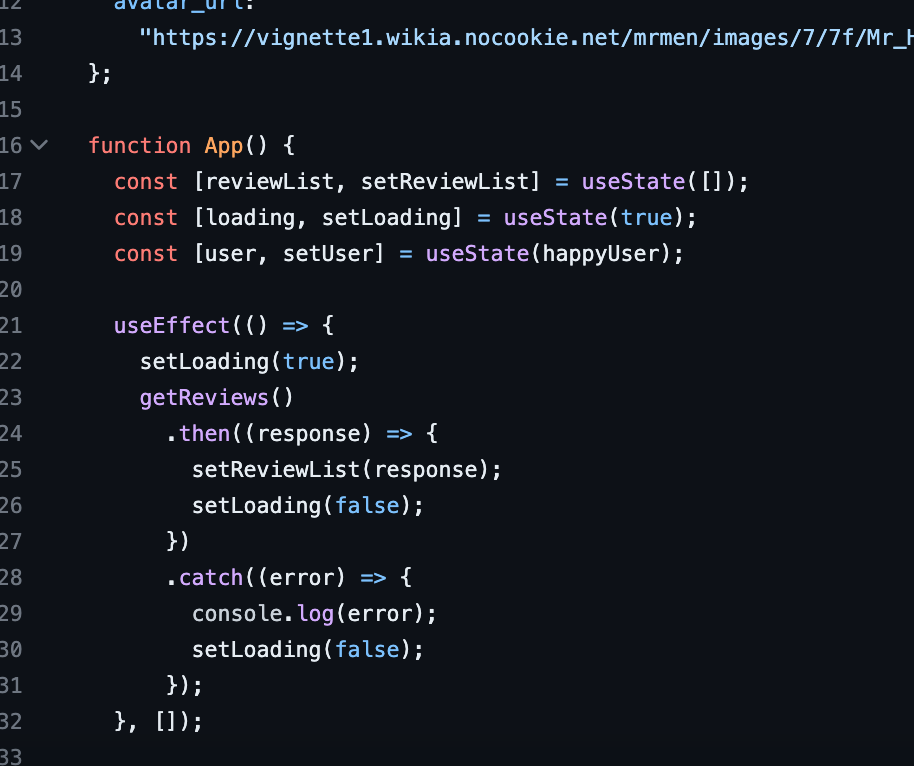 12 avatar_url:
13 "https://vignette1.wikia.nocookie.net/mrmen/images/7/7f/Mr_H
14 };
15
16 function App() {
17 const [reviewList, setReviewList] = useState([]);
18 const [loading, setLoading] = useState(true);
19 const [user, setUser] = useState(happyUser);
20
21 useEffect(() => {
22 setLoading(true);
23 getReviews()
24 .then((response) => {
25 setReviewList(response);
26 setLoading(false);
27 })
28 .catch((error) => {
29 console.log(error);
30 setLoading(false);
31 });
32 }, []);
33